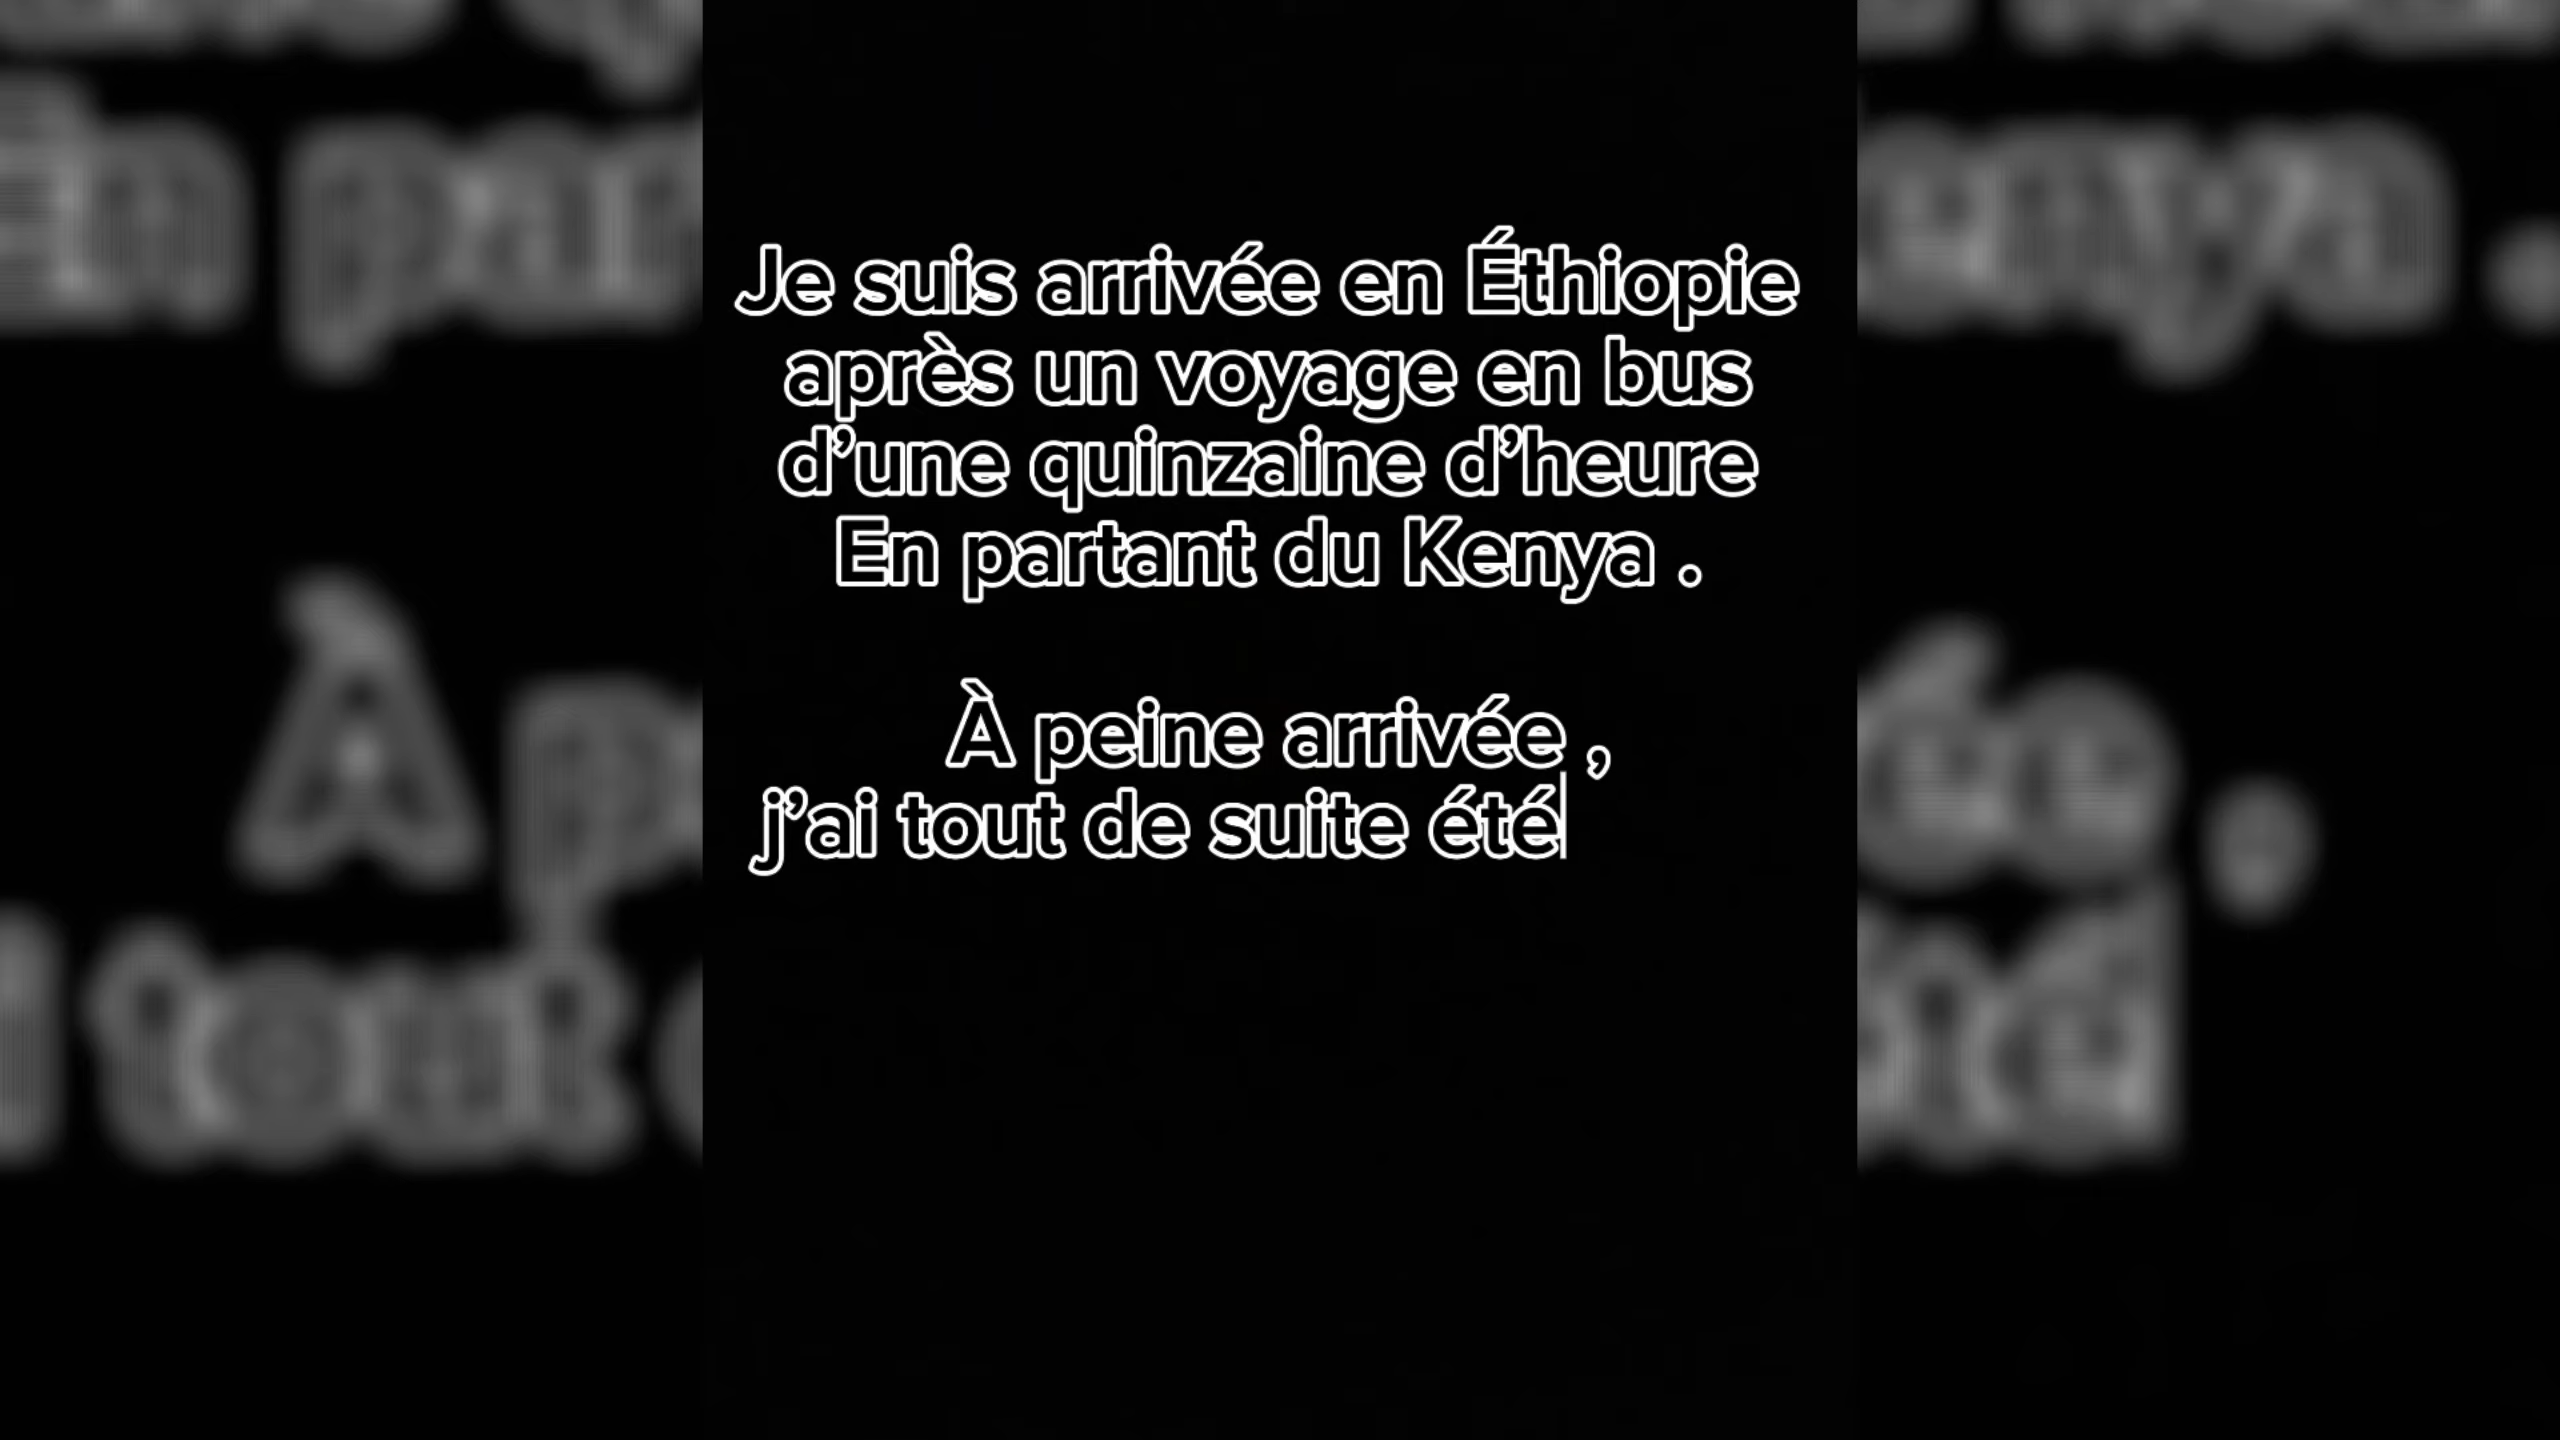 Je suis arrivée en Éthiopie
après un voyage en bus
d’une quinzaine d’heure
En partant du Kenya .
À peine arrivée ,
j’ai tout de suite été